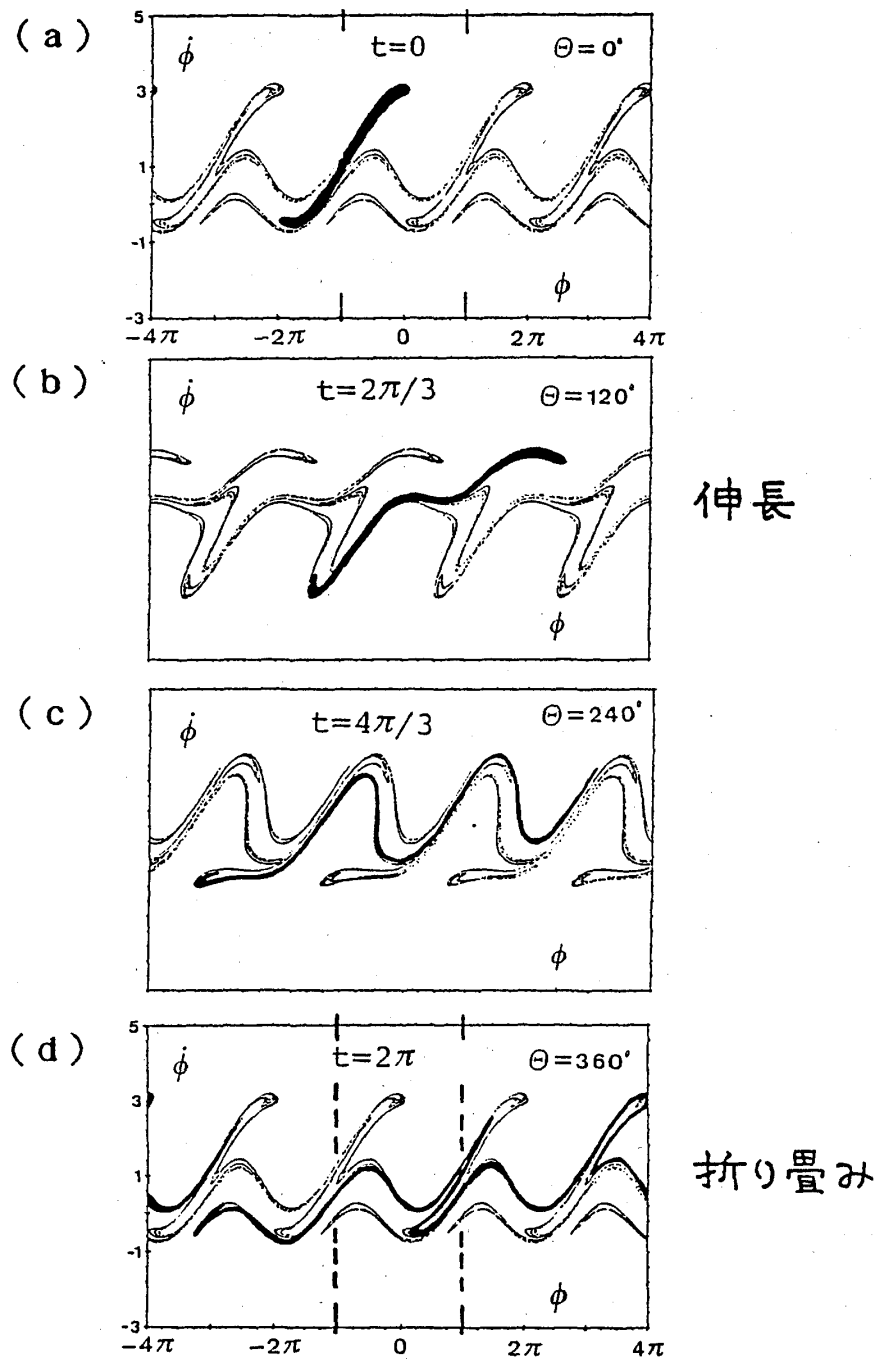 (a)
5
φ̇
t=0
Θ=0°
3
1
-1
-3
φ
-4π
-2π
0
2π
4π
(b)
φ̇
t=2π/3
Θ=120°
φ
伸長
(c)
φ̇
t=4π/3
Θ=240°
φ
(d)
5
φ̇
t=2π
Θ=360°
3
1
-1
-3
φ
-4π
-2π
0
2π
4π
折り畳み